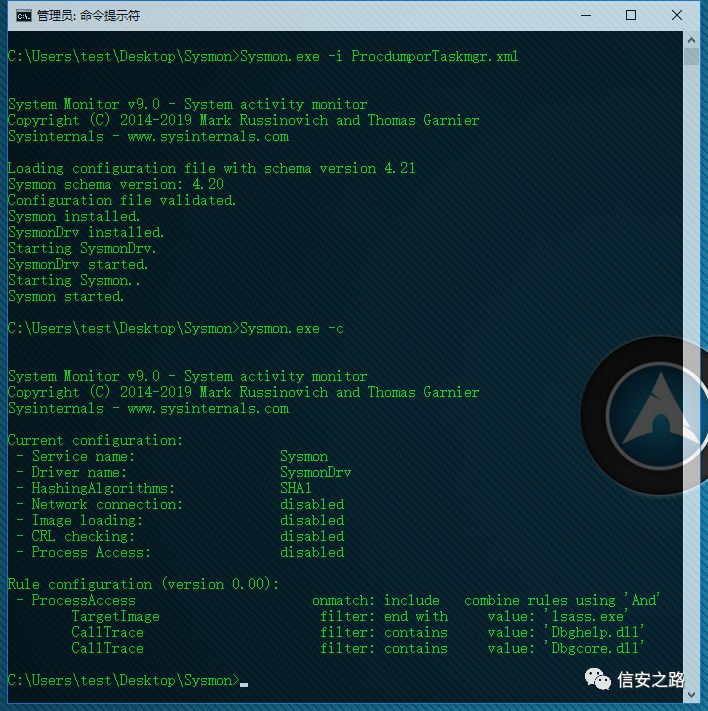 管理员: 命令提示符
C:\Users\test\Desktop\Sysmon>Sysmon.exe -i ProcdumporTaskmgr.xml
System Monitor v9.0 - System activity monitor
Copyright (C) 2014-2019 Mark Russinovich and Thomas Garnier
Sysinternals - www.sysinternals.com
Loading configuration file with schema version 4.21
Sysmon schema version: 4.20
Configuration file validated.
Sysmon installed.
SysmonDrv installed.
Starting SysmonDrv.
SysmonDrv started.
Starting Sysmon..
Sysmon started.
C:\Users\test\Desktop\Sysmon>Sysmon.exe -c
System Monitor v9.0 - System activity monitor
Copyright (C) 2014-2019 Mark Russinovich and Thomas Garnier
Sysinternals - www.sysinternals.com
Current configuration:
- Service name: Sysmon
- Driver name: SysmonDrv
- HashingAlgorithms: SHA1
- Network connection: disabled
- Image loading: disabled
- CRL checking: disabled
- Process Access: disabled
Rule configuration (version 0.00):
- ProcessAccess onmatch: include combine rules using 'And'
TargetImage filter: end with value: 'lsass.exe'
CallTrace filter: contains value: 'Dbghelp.dll'
CallTrace filter: contains value: 'Dbgcore.dll'
C:\Users\test\Desktop\Sysmon>
信安之路